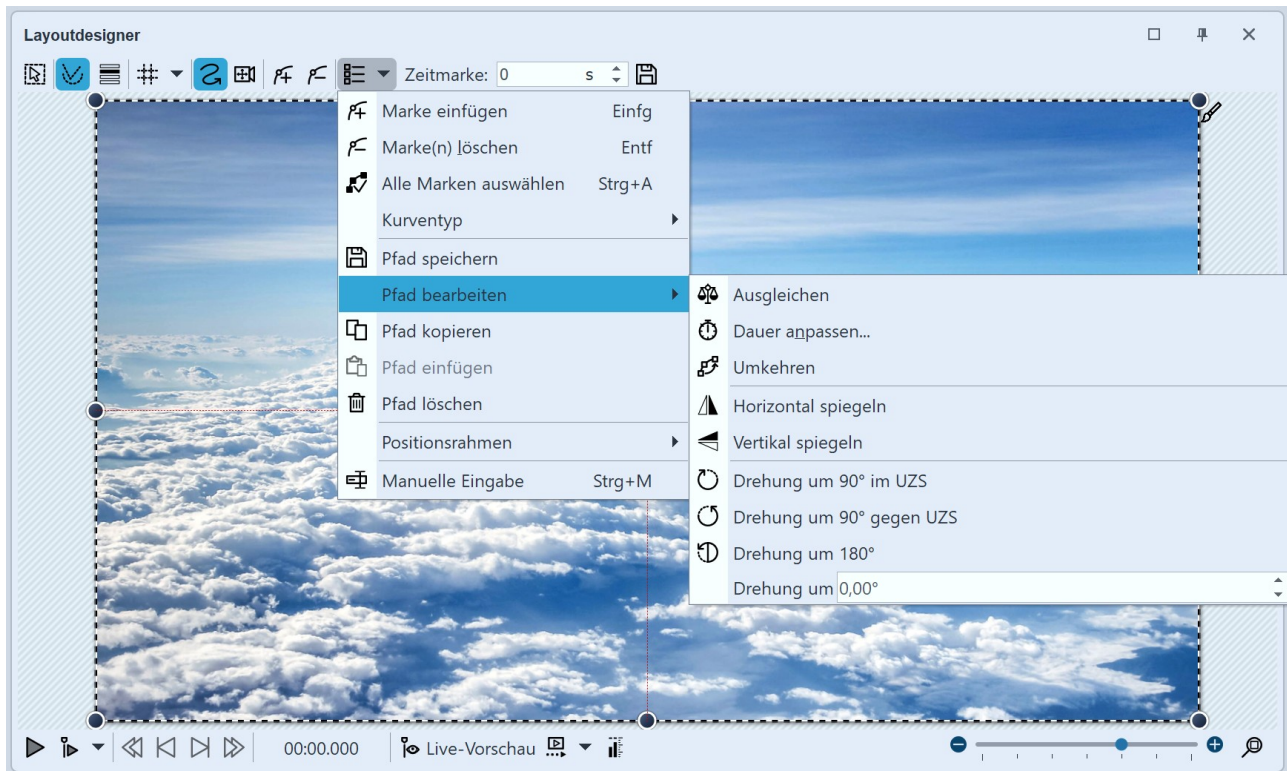 Layoutdesigner
Zeitmarke: 0 s
Marke einfügen Einfg
Marke(n) löschen Entf
Alle Marken auswählen Strg+A
Kurventyp
Pfad speichern
Pfad bearbeiten
Ausgleichen
Pfad kopieren
Dauer anpassen...
Pfad einfügen
Umkehren
Pfad löschen
Horizontal spiegeln
Positionsrahmen
Vertikal spiegeln
Manuelle Eingabe Strg+M
Drehung um 90° im UZS
Drehung um 90° gegen UZS
Drehung um 180°
Drehung um 0,00°
00:00.000 Live-Vorschau